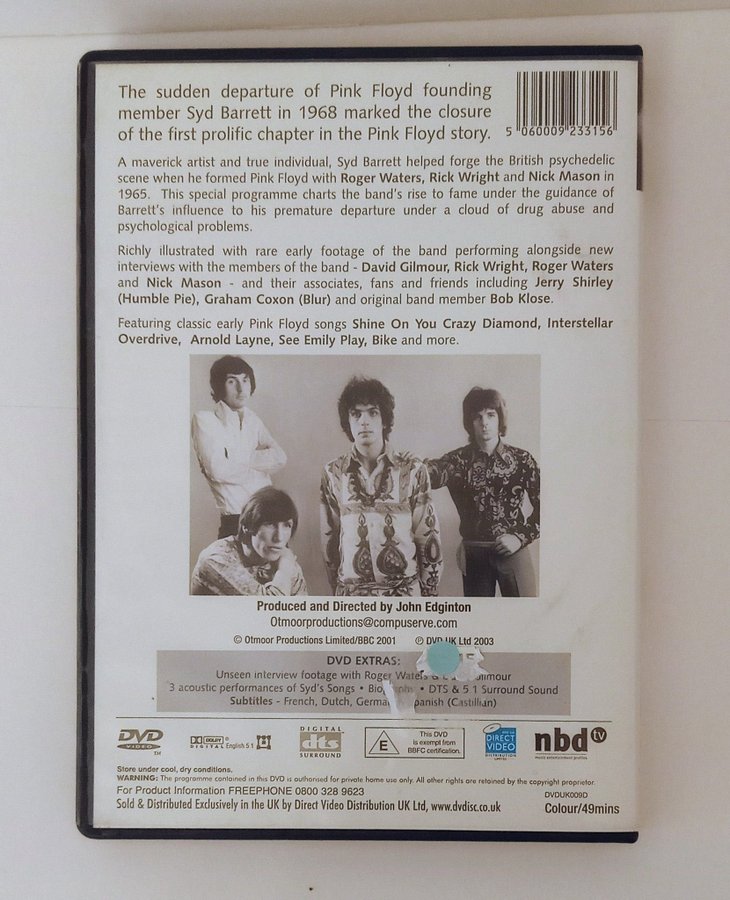 The sudden departure of Pink Floyd founding
member Syd Barrett in 1968 marked the closure
of the first prolific chapter in the Pink Floyd story.
5 060009 233156
A maverick artist and true individual, Syd Barrett helped forge the British psychedelic
scene when he formed Pink Floyd with Roger Waters, Rick Wright and Nick Mason in
1965. This special programme charts the band's rise to fame under the guidance of
Barrett's influence to his premature departure under a cloud of drug abuse and
psychological problems.
Richly illustrated with rare early footage of the band performing alongside new
interviews with the members of the band - David Gilmour, Rick Wright, Roger Waters
and Nick Mason - and their associates, fans and friends including Jerry Shirley
(Humble Pie), Graham Coxon (Blur) and original band member Bob Klose.
Featuring classic early Pink Floyd songs Shine On You Crazy Diamond, Interstellar
Overdrive, Arnold Layne, See Emily Play, Bike and more.
Produced and Directed by John Edginton
Otmoorproductions@compuserve.com
© Otmoor Productions Limited/BBC 2001 ℗ DVD UK Ltd 2003
DVD EXTRAS:
Unseen interview footage with Roger Waters &
3 acoustic performances of Syd's Songs • • DTS & 5 1 Surround Sound
Subtitles - French, Dutch, (Castillian)
DVD VIDEO TM
DOLBY DIGITAL English 5.1
DIGITAL dts SURROUND
E This DVD is exempt from BBFC certification.
DIRECT VIDEO DISTRIBUTION LIMITED
nbd tv
music entertainment profiles
Store under cool, dry conditions.
WARNING: The programme contained in this DVD is authorised for private home use only. All other rights are retained by the copyright proprietor.
For Product Information FREEPHONE 0800 328 9623
DVDUK009D
Sold & Distributed Exclusively in the UK by Direct Video Distribution UK Ltd, www.dvdisc.co.uk
Colour/49mins